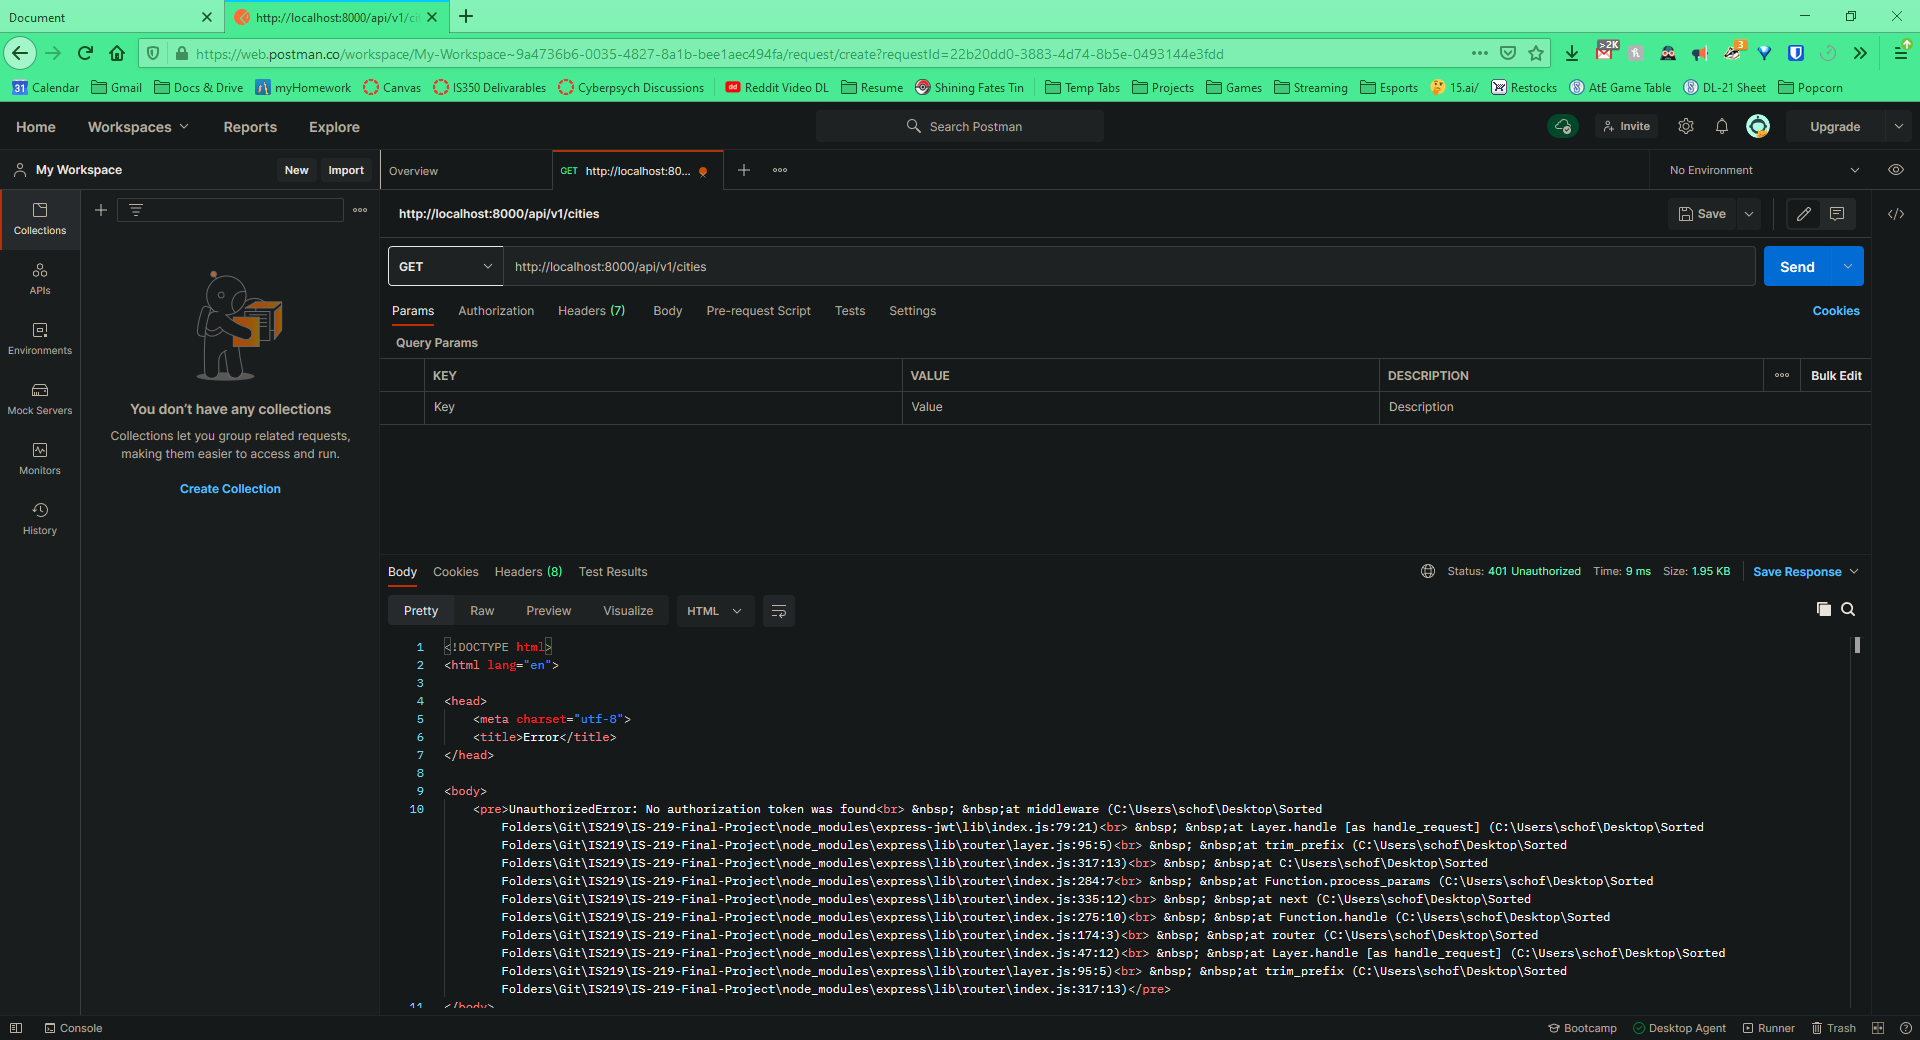 Document
http://localhost:8000/api/v1/ci
https://web.postman.co/workspace/My-Workspace~9a4736b6-0035-4827-8a1b-bee1aec494fa/request/create?requestId=22b20dd0-3883-4d74-8b5e-0493144e3fdd
>2K
3
31 Calendar Gmail Docs & Drive myHomework Canvas IS350 Delivarables Cyberpsych Discussions Reddit Video DL Resume Shining Fates Tin Temp Tabs Projects Games Streaming Esports 15.ai/ Restocks AtE Game Table DL-21 Sheet Popcorn
Home Workspaces Reports Explore Search Postman Invite Upgrade
My Workspace New Import Overview GET http://localhost:80... No Environment
Collections
APIs
Environments
Mock Servers
Monitors
History
You don't have any collections
Collections let you group related requests,
making them easier to access and run.
Create Collection
http://localhost:8000/api/v1/cities Save
GET http://localhost:8000/api/v1/cities Send
Params Authorization Headers (7) Body Pre-request Script Tests Settings Cookies
Query Params
KEY VALUE DESCRIPTION Bulk Edit
Key Value Description
Body Cookies Headers (8) Test Results Status: 401 Unauthorized Time: 9 ms Size: 1.95 KB Save Response
Pretty Raw Preview Visualize HTML
1 <!DOCTYPE html>
2 <html lang="en">
3
4 <head>
5 <meta charset="utf-8">
6 <title>Error</title>
7 </head>
8
9 <body>
10 <pre>UnauthorizedError: No authorization token was found<br> &nbsp; &nbsp;at middleware (C:\Users\schof\Desktop\Sorted
Folders\Git\IS219\IS-219-Final-Project\node_modules\express-jwt\lib\index.js:79:21)<br> &nbsp; &nbsp;at Layer.handle [as handle_request] (C:\Users\schof\Desktop\Sorted
Folders\Git\IS219\IS-219-Final-Project\node_modules\express\lib\router\layer.js:95:5)<br> &nbsp; &nbsp;at trim_prefix (C:\Users\schof\Desktop\Sorted
Folders\Git\IS219\IS-219-Final-Project\node_modules\express\lib\router\index.js:317:13)<br> &nbsp; &nbsp;at C:\Users\schof\Desktop\Sorted
Folders\Git\IS219\IS-219-Final-Project\node_modules\express\lib\router\index.js:284:7<br> &nbsp; &nbsp;at Function.process_params (C:\Users\schof\Desktop\Sorted
Folders\Git\IS219\IS-219-Final-Project\node_modules\express\lib\router\index.js:335:12)<br> &nbsp; &nbsp;at next (C:\Users\schof\Desktop\Sorted
Folders\Git\IS219\IS-219-Final-Project\node_modules\express\lib\router\index.js:275:10)<br> &nbsp; &nbsp;at Function.handle (C:\Users\schof\Desktop\Sorted
Folders\Git\IS219\IS-219-Final-Project\node_modules\express\lib\router\index.js:174:3)<br> &nbsp; &nbsp;at router (C:\Users\schof\Desktop\Sorted
Folders\Git\IS219\IS-219-Final-Project\node_modules\express\lib\router\index.js:47:12)<br> &nbsp; &nbsp;at Layer.handle [as handle_request] (C:\Users\schof\Desktop\Sorted
Folders\Git\IS219\IS-219-Final-Project\node_modules\express\lib\router\layer.js:95:5)<br> &nbsp; &nbsp;at trim_prefix (C:\Users\schof\Desktop\Sorted
Folders\Git\IS219\IS-219-Final-Project\node_modules\express\lib\router\index.js:317:13)</pre>
11 </body>
Console Bootcamp Desktop Agent Runner Trash